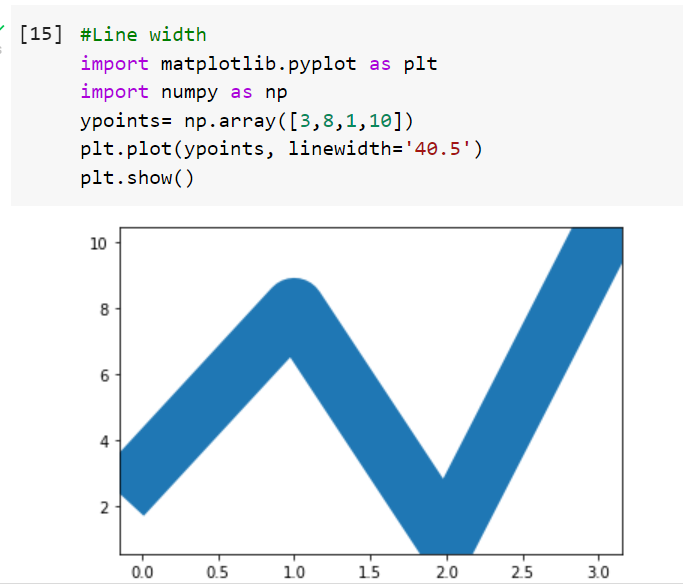 [15] #Line width
import matplotlib.pyplot as plt
import numpy as np
ypoints= np.array([3,8,1,10])
plt.plot(ypoints, linewidth='40.5')
plt.show()
10
8
6
4
2
0.0 0.5 1.0 1.5 2.0 2.5 3.0